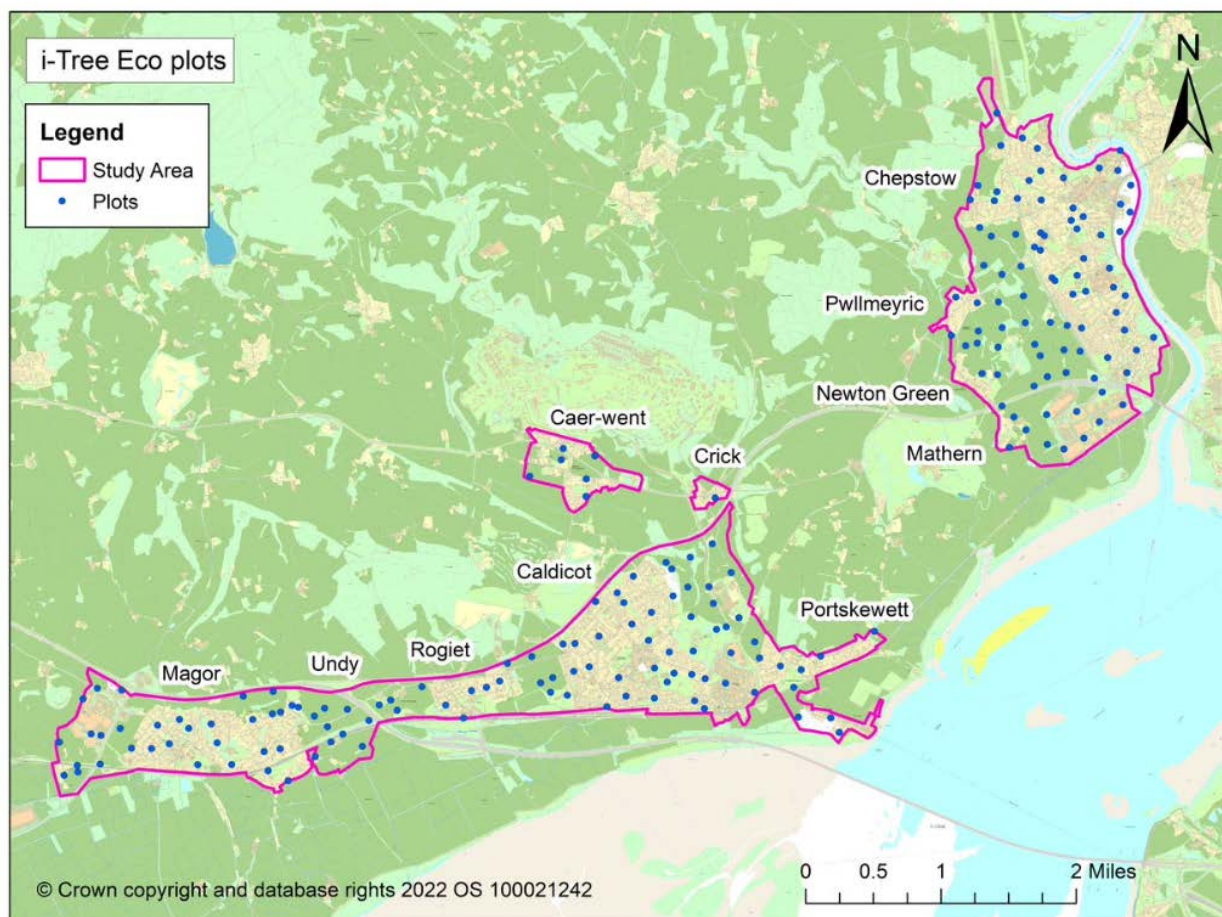 i-Tree Eco plots
N
Legend
Study Area
Plots
Chepstow
Pwllmeyric
Newton Green
Mathern
Caer-went
Crick
Caldicot
Portskewett
Rogiet
Undy
Magor
0 0.5 1 2 Miles
© Crown copyright and database rights 2022 OS 100021242